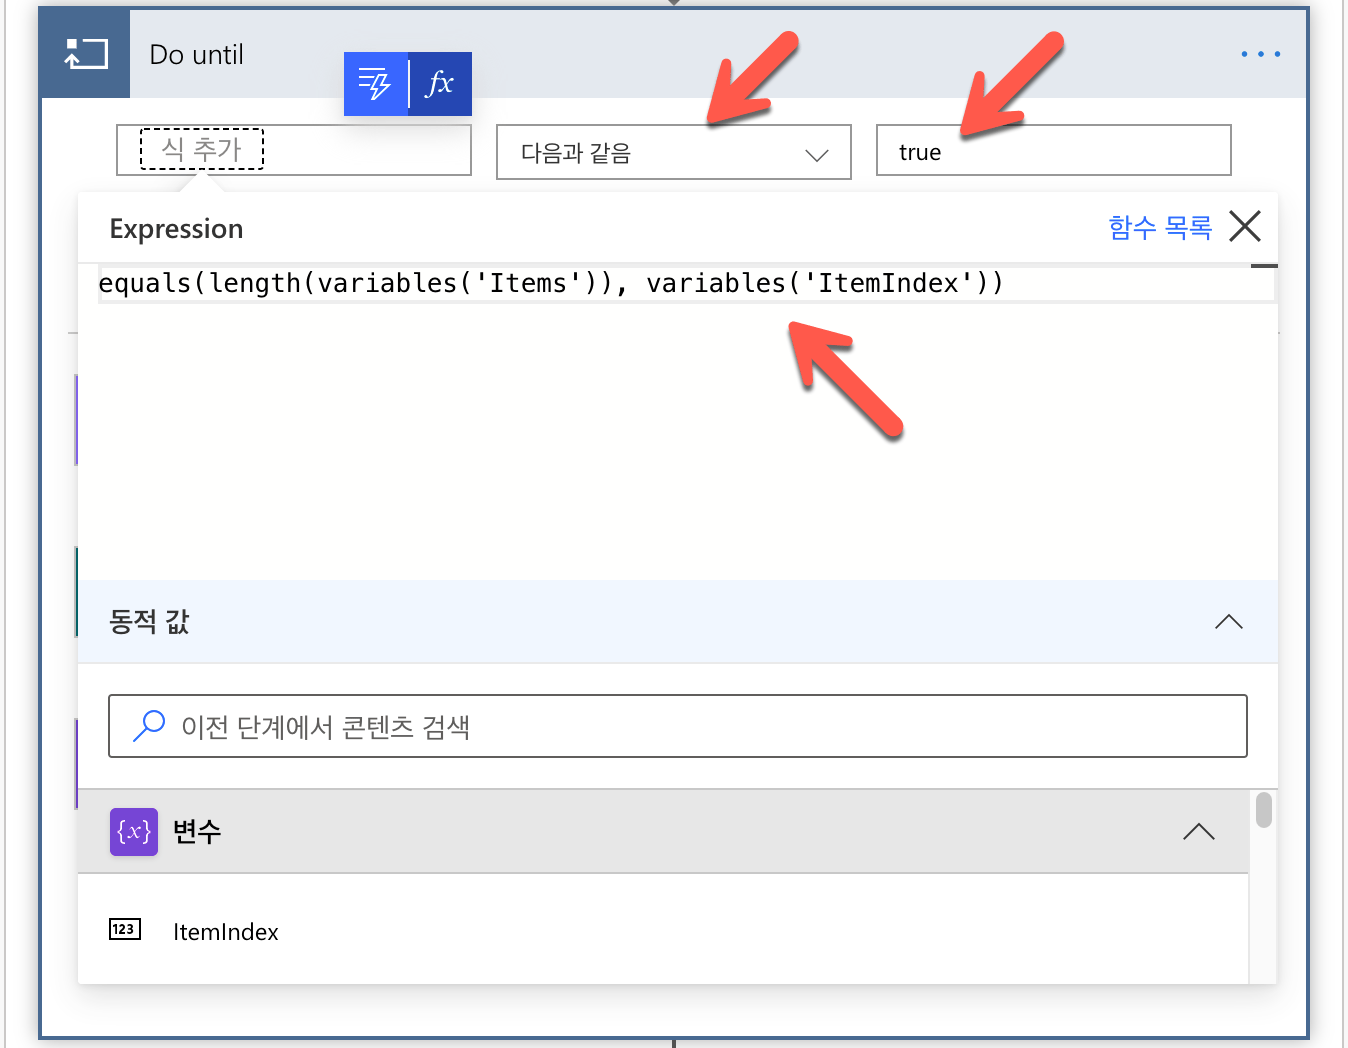 Do until
fx
식 추가
다음과 같음
true
Expression
함수 목록
equals(length(variables('Items')), variables('ItemIndex'))
동적 값
이전 단계에서 콘텐츠 검색
{x} 변수
123 ItemIndex